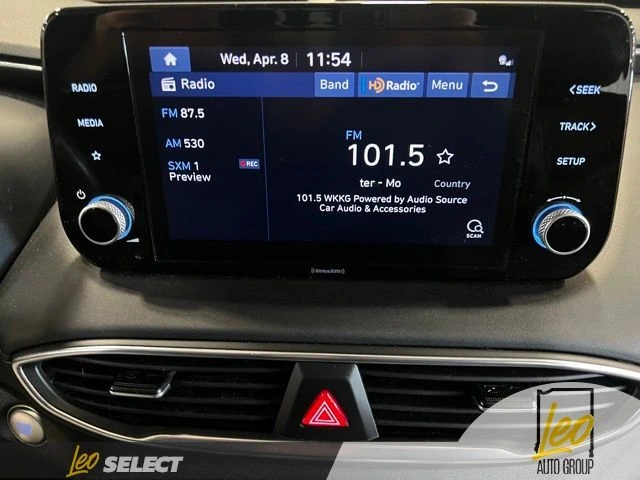 Wed, Apr. 8 11:54
Radio Band HD Radio Menu
RADIO
MEDIA
FM 87.5
AM 530
SXM 1 REC
Preview
FM
101.5
ter - Mo Country
101.5 WKKG Powered by Audio Source
Car Audio & Accessories
SCAN
<SEEK
TRACK>
SETUP
((SiriusXM))
Leo SELECT
Leo
AUTO GROUP